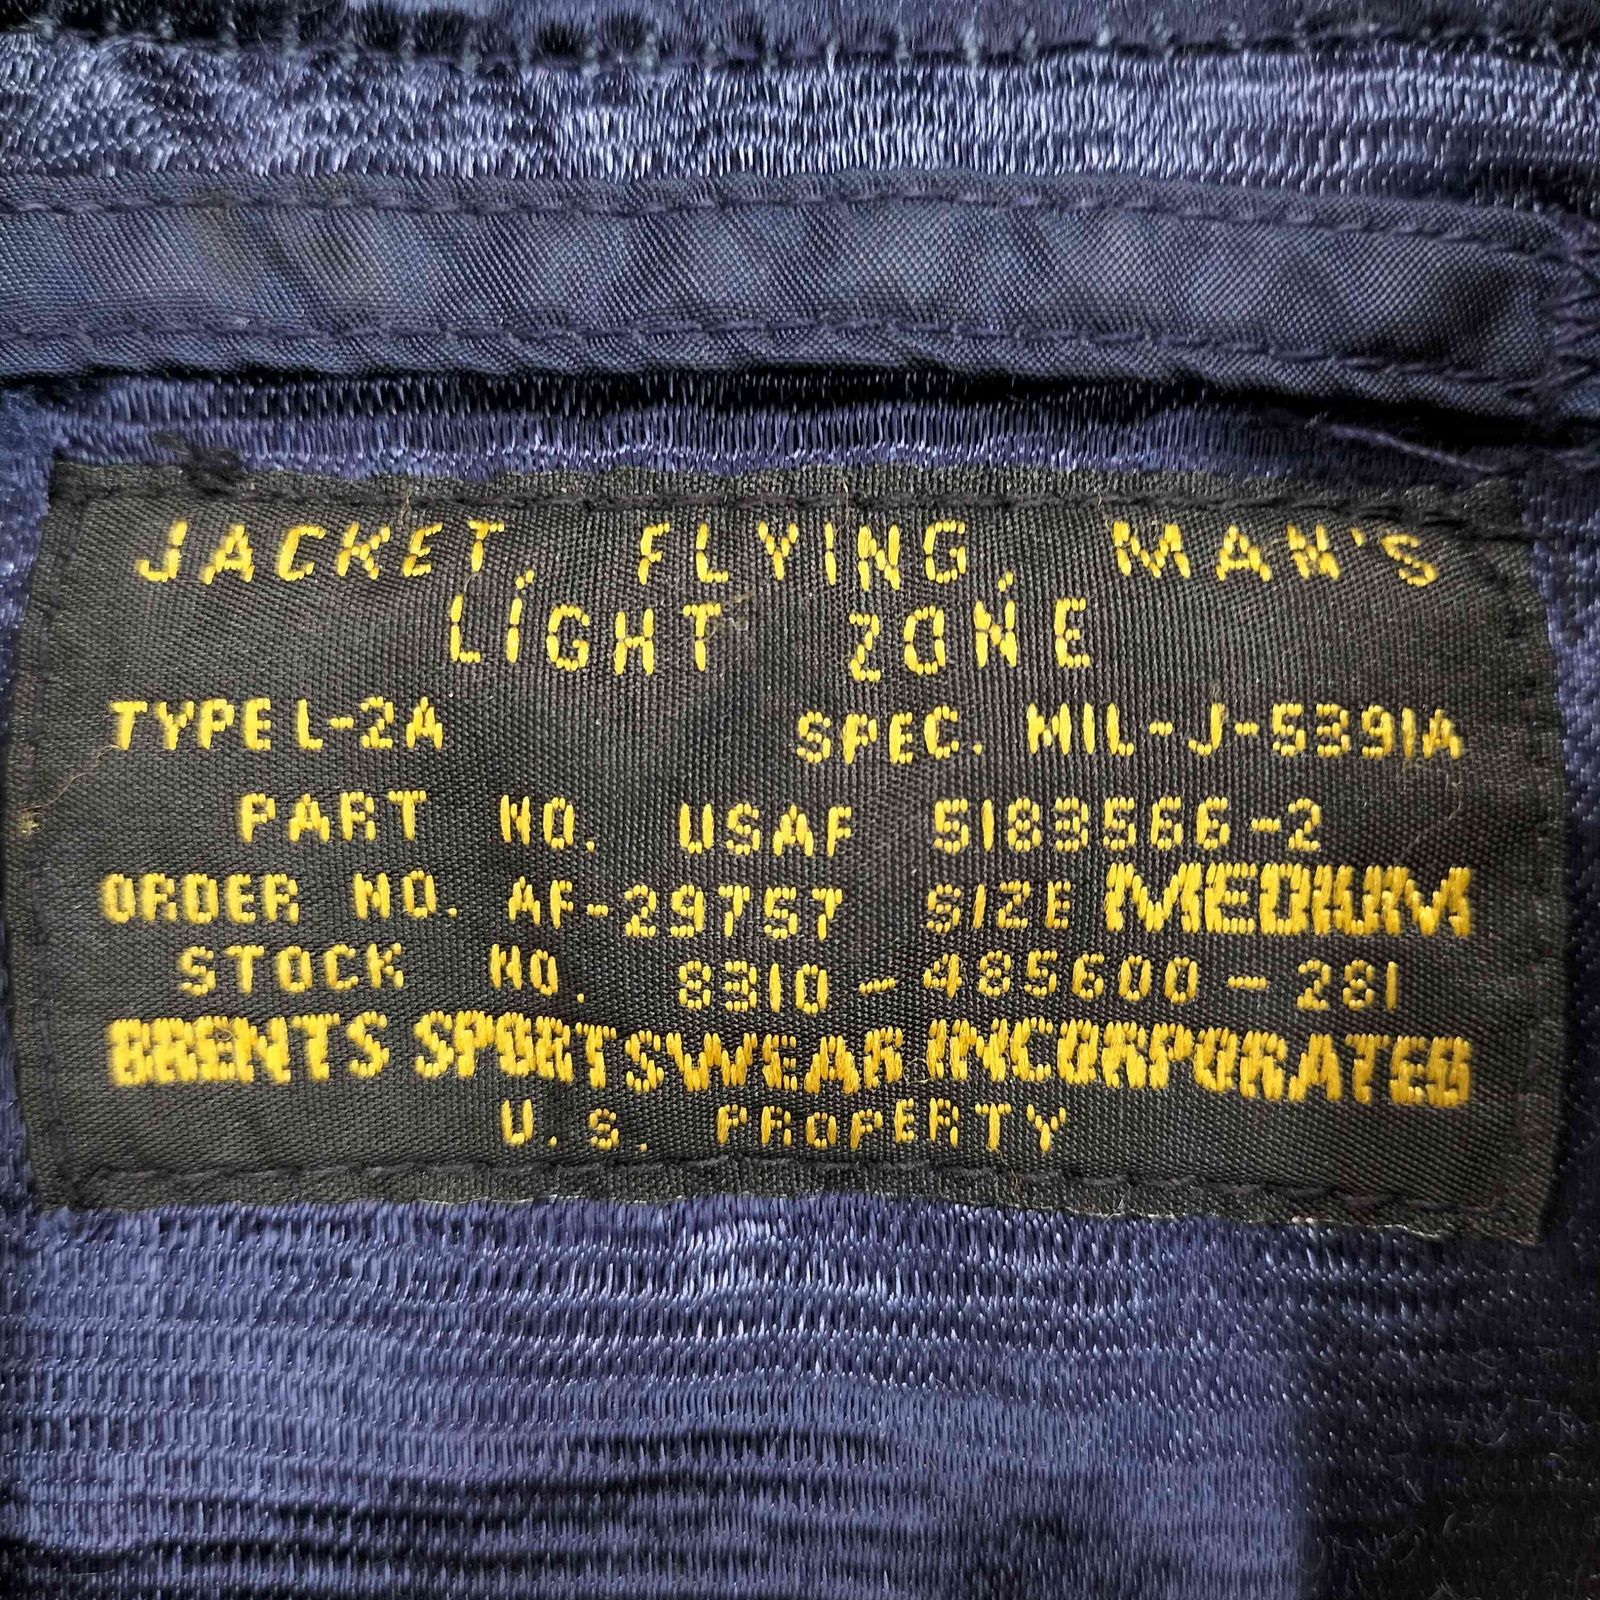 JACKET, FLYING, MAN'S
LIGHT ZONE
TYPE L-2A SPEC. MIL-J-5391A
PART NO. USAF 5183566-2
ORDER NO. AF-29757 SIZE MEDIUM
STOCK NO. 8310-485600-281
BRENTS SPORTSWEAR INCORPORATED
U.S. PROPERTY